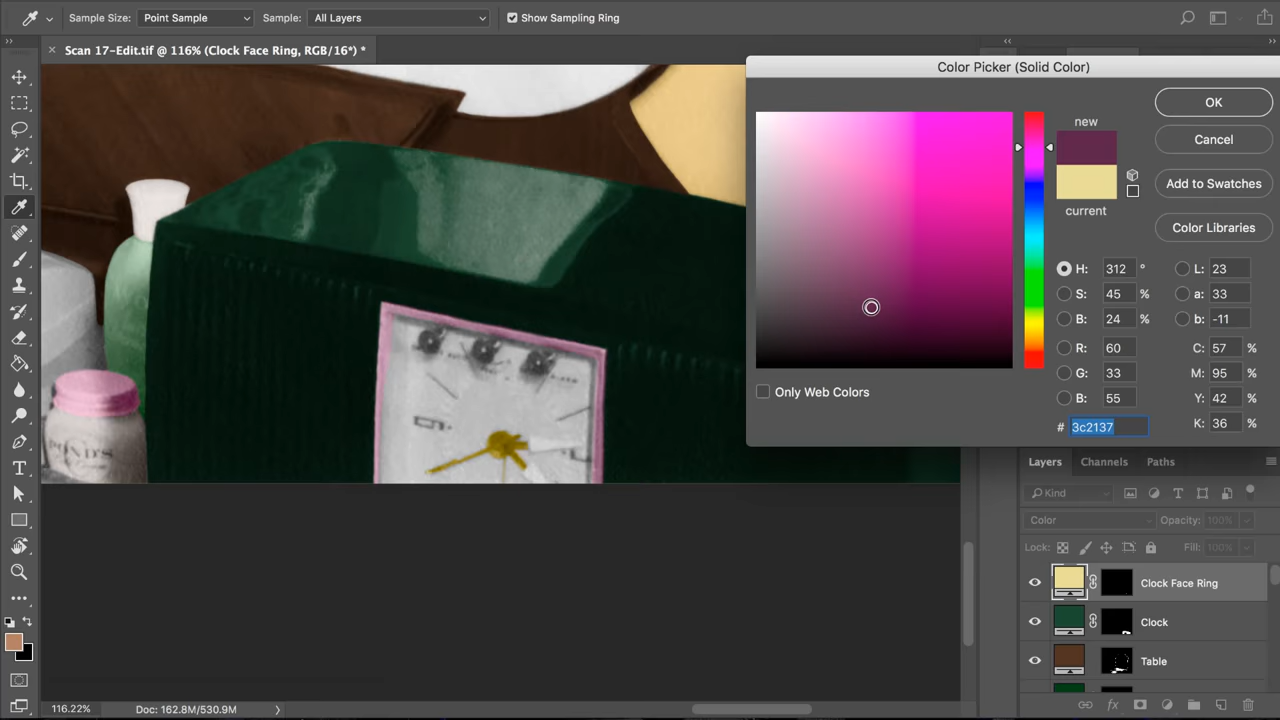 Sample Size: Point Sample Sample: All Layers Show Sampling Ring
Scan 17-Edit.tif @ 116% (Clock Face Ring, RGB/16*) *
Color Picker (Solid Color)
new
current
OK
Cancel
Add to Swatches
Color Libraries
H: 312 ° L: 23
S: 45 % a: 33
B: 24 % b: -11
R: 60 C: 57 %
G: 33 M: 95 %
B: 55 Y: 42 %
# 3c2137 K: 36 %
Only Web Colors
POND'S
Layers Channels Paths
Kind
Color Opacity: 100%
Lock: Fill: 100%
Clock Face Ring
Clock
Table
fx
116.22% Doc: 162.8M/530.9M